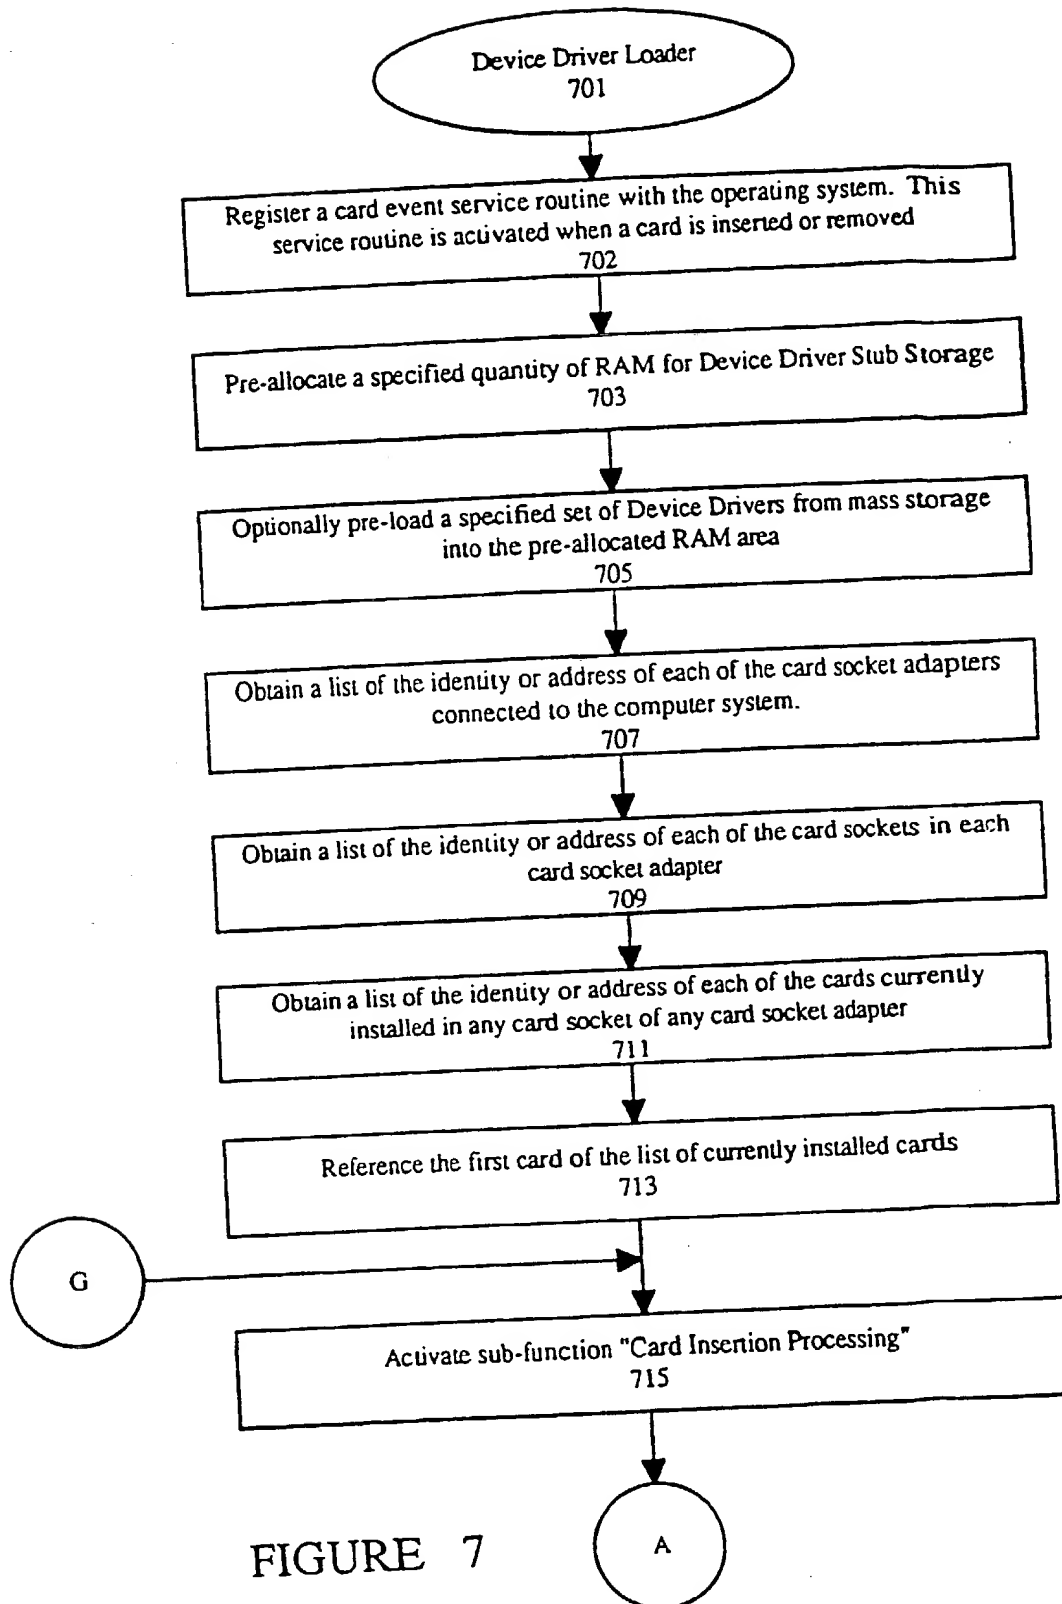 Device Driver Loader
701
Register a card event service routine with the operating system. This
service routine is activated when a card is inserted or removed
702
Pre-allocate a specified quantity of RAM for Device Driver Stub Storage
703
Optionally pre-load a specified set of Device Drivers from mass storage
into the pre-allocated RAM area
705
Obtain a list of the identity or address of each of the card socket adapters
connected to the computer system.
707
Obtain a list of the identity or address of each of the card sockets in each
card socket adapter
709
Obtain a list of the identity or address of each of the cards currently
installed in any card socket of any card socket adapter
711
Reference the first card of the list of currently installed cards
713
G
Activate sub-function "Card Insertion Processing"
715
A
FIGURE 7